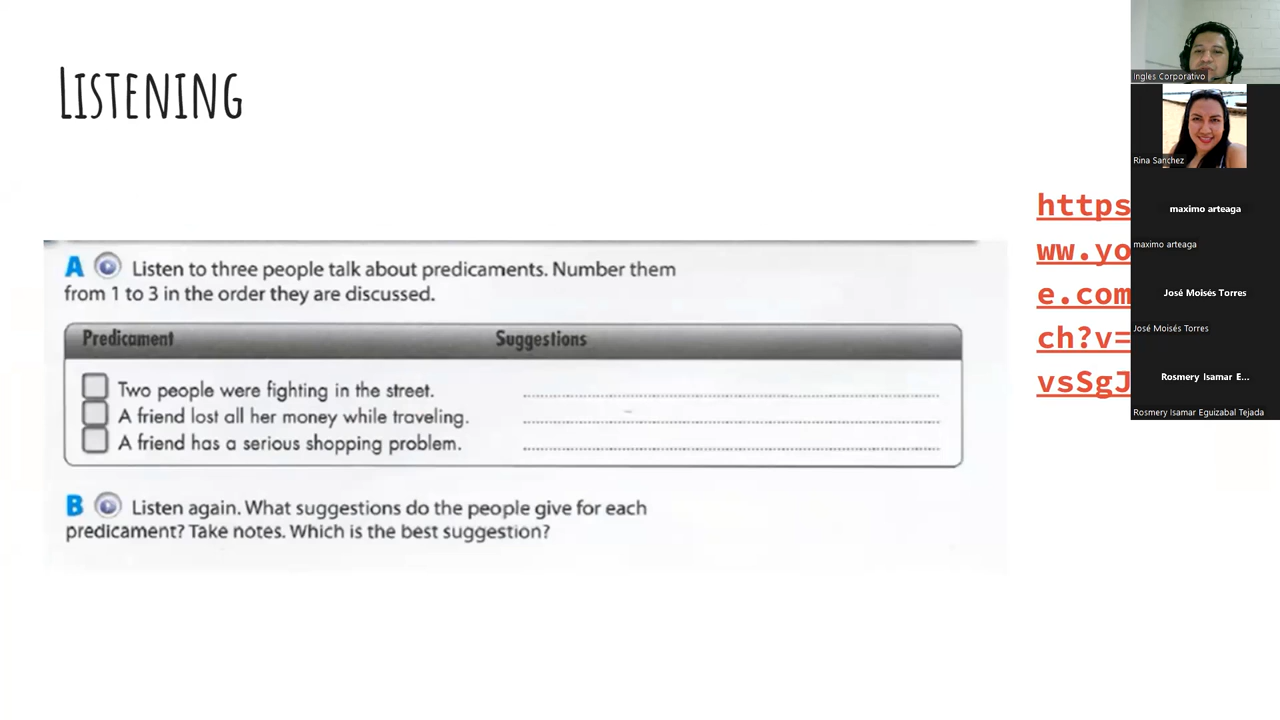 LISTENING
A Listen to three people talk about predicaments. Number them
from 1 to 3 in the order they are discussed.
Predicament Suggestions
Two people were fighting in the street.
A friend lost all her money while traveling.
A friend has a serious shopping problem.
B Listen again. What suggestions do the people give for each
predicament? Take notes. Which is the best suggestion?
https
ww.yo
e.com
ch?v=
vsSgJ
Ingles Corporativo
Rina Sanchez
maximo arteaga
maximo arteaga
José Moisés Torres
José Moisés Torres
Rosmery Isamar E...
Rosmery Isamar Eguizabal Tejada